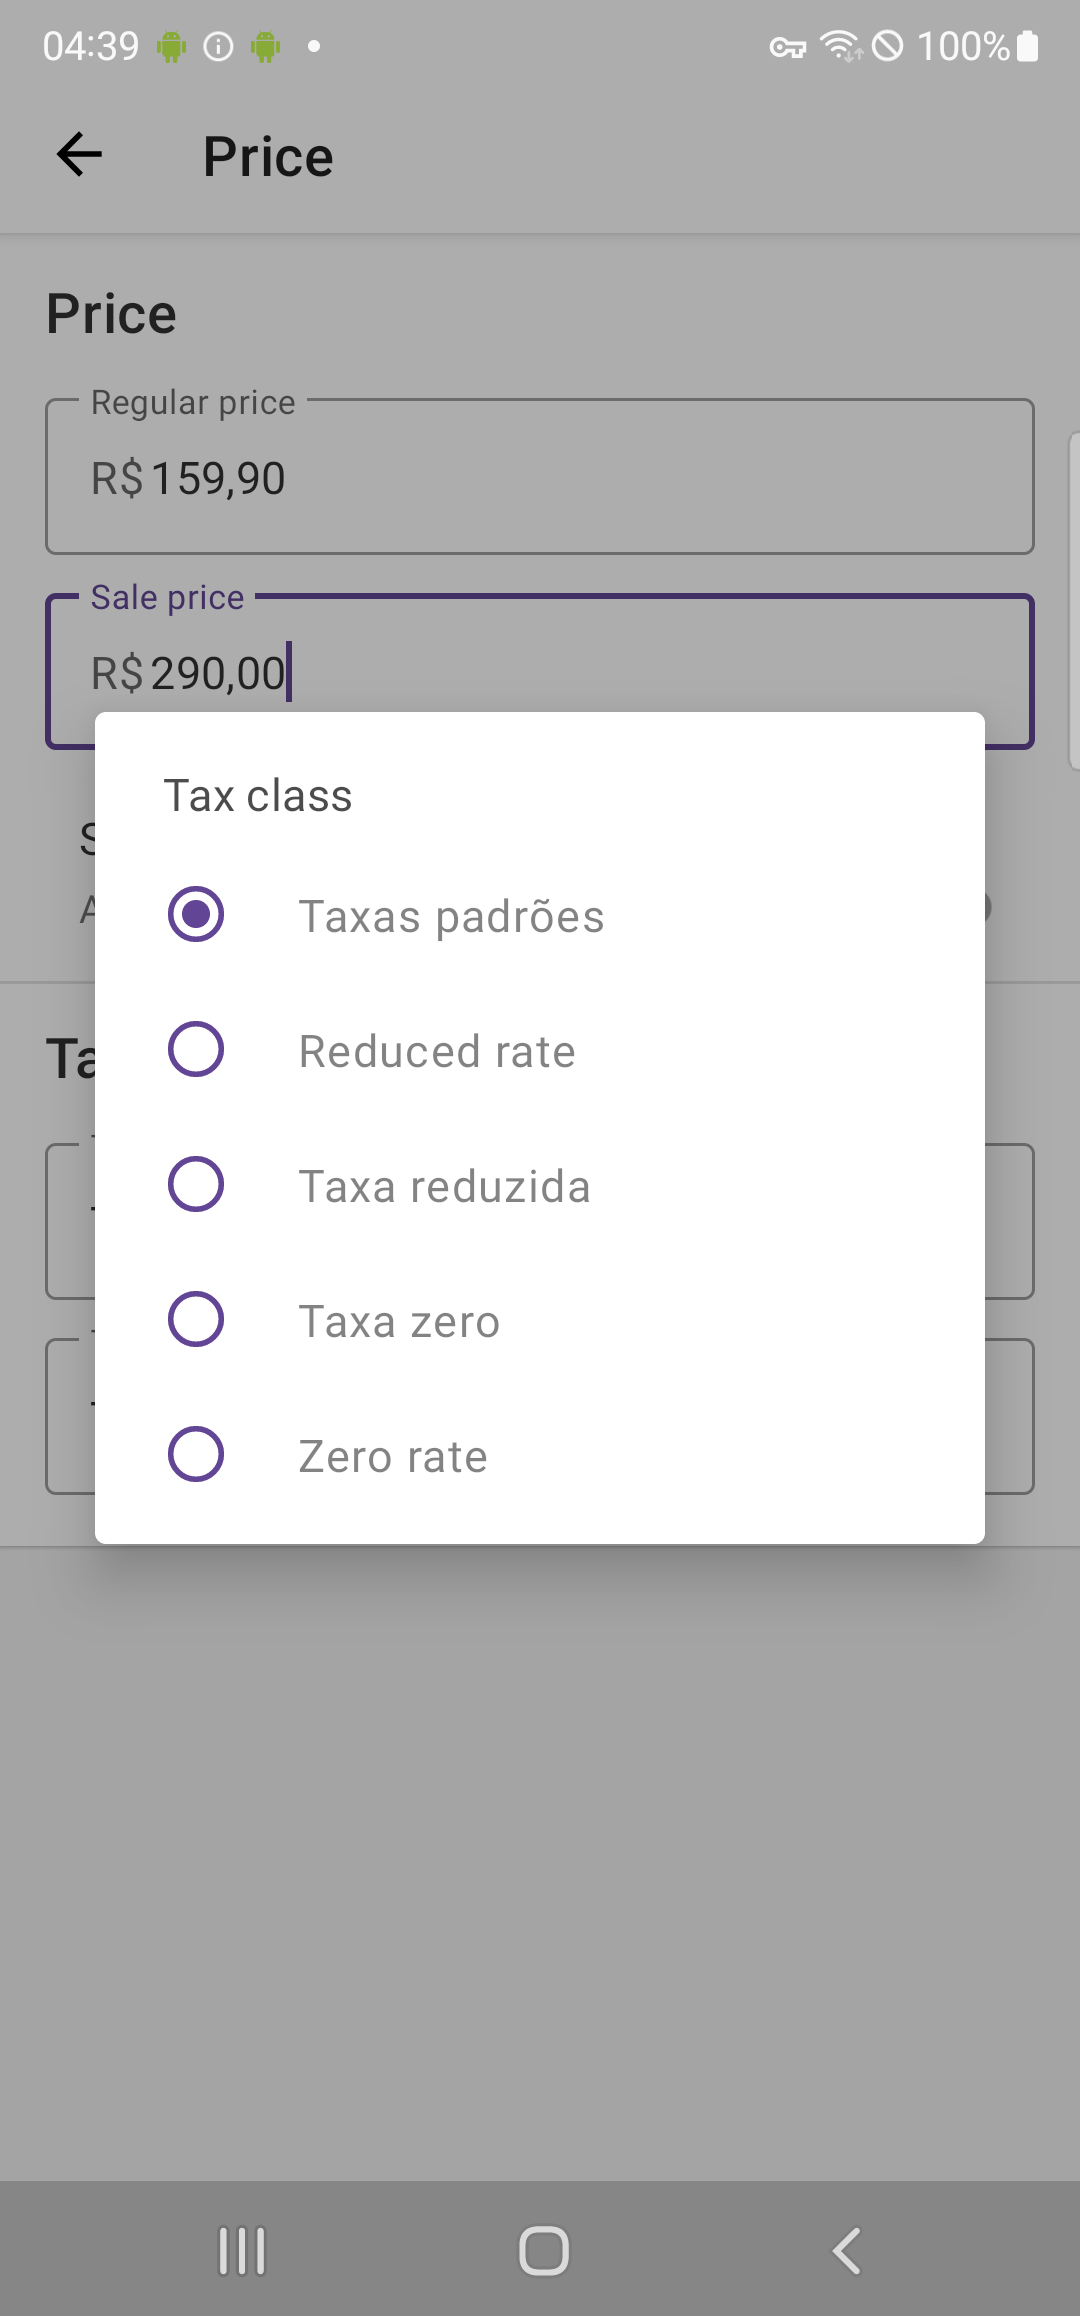 04:39
100%
Price
Price
Regular price
R$ 159,90
Sale price
R$ 290,00
Tax class
Taxas padrões
Reduced rate
Taxa reduzida
Taxa zero
Zero rate